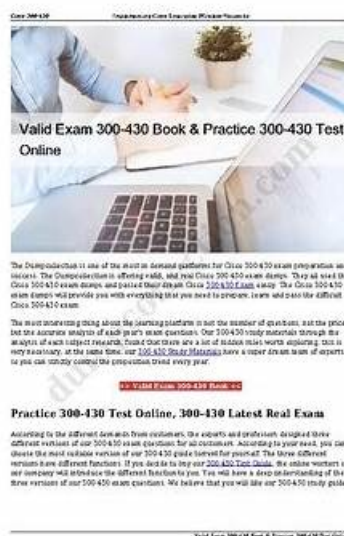 Cisco 300-430
Valid Exam 300-430 Book & Practice 300-430 Test
Online
The Dumpcollection is one of the most in demand platforms for Cisco 300-430 exam preparation and
success. The Dumpcollection is offering valid, and real Cisco 300-430 exam dumps. They all used the
Cisco 300-430 exam dumps and passed their dream Cisco 300-430 Exam easily. The Cisco 300-430
exam dumps will provide you with everything that you need to prepare, learn and pass the difficult
Cisco 300-430 exam.
The most interesting thing about the learning platform is not the number of questions, not the price,
but the accurate analysis of each year's exam questions. Our 300-430 study materials through the
analysis of each subject research, found that there are a lot of hidden rules worth exploring, this is
very necessary, at the same time, our 300-430 Study Materials have a super dream team of experts,
so you can strictly control the proposition trend every year.
>> Valid Exam 300-430 Book <<
Practice 300-430 Test Online, 300-430 Latest Real Exam
According to the different demands from customers, the experts and professors designed three
different versions of our 300-430 exam questions for all customers. According to your need, you can
choose the most suitable version of our 300-430 guide torrent for yourself. The three different
versions have different functions. If you decide to buy our 300-430 Test Guide, the online workers of
our company will introduce the different function to you. You will have a deep understanding of the
three versions of our 300-430 exam questions. We believe that you will like our 300-430 study guide.